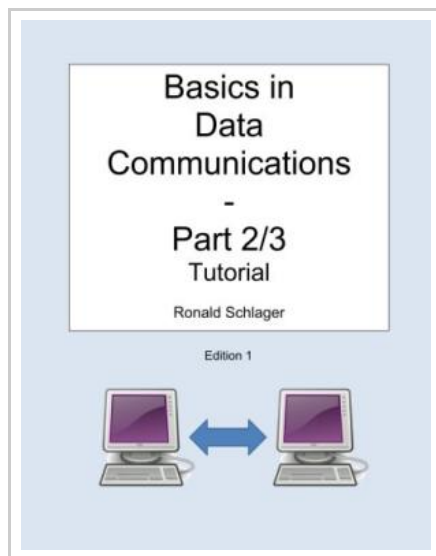 Basics in
Data
Communications
-
Part 2/3
Tutorial
Ronald Schlager
Edition 1